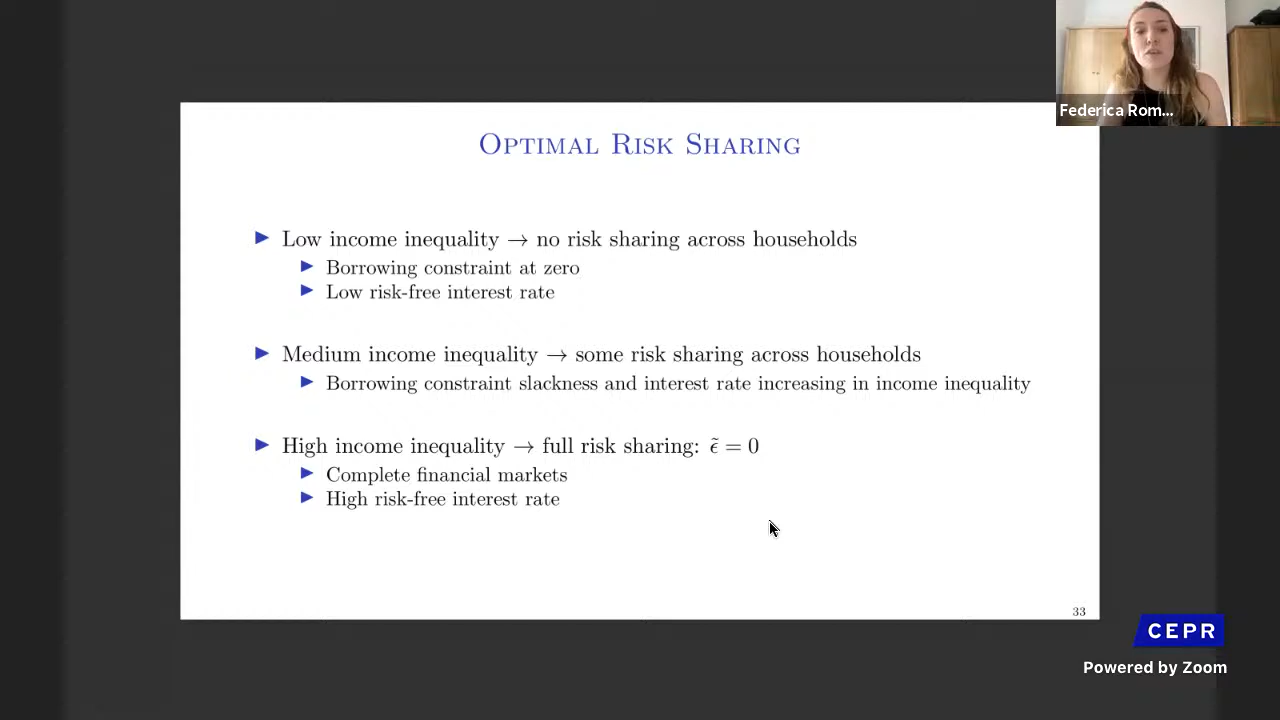 Federica Rom...
OPTIMAL RISK SHARING
Low income inequality → no risk sharing across households
Borrowing constraint at zero
Low risk-free interest rate
Medium income inequality → some risk sharing across households
Borrowing constraint slackness and interest rate increasing in income inequality
High income inequality → full risk sharing: ϵ̃ = 0
Complete financial markets
High risk-free interest rate
33
CEPR
Powered by Zoom